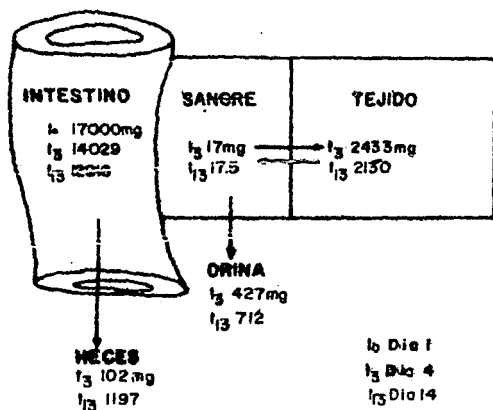 INTESTINO
t₀ 17000mg
t₃ 14029
t₁₃
SANGRE
t₃ 17mg
t₁₃ 17.5
TEJIDO
t₃ 2433mg
t₁₃ 2130
ORINA
t₃ 427mg
t₁₃ 712
HECES
t₃ 102mg
t₁₃ 1197
t₀ Dia 1
t₃ Dia 4
t₁₃ Dia 14